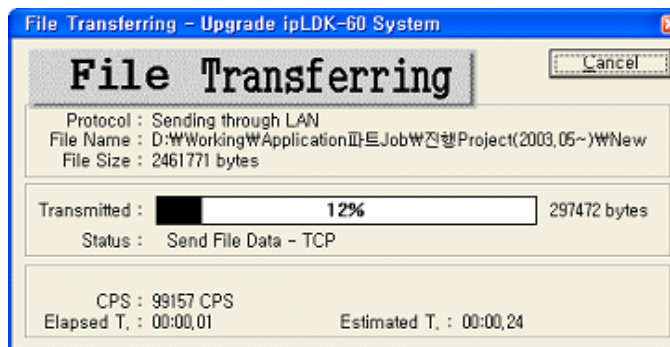 File Transferring - Upgrade ipLDK-60 System
File Transferring
Cancel
Protocol : Sending through LAN
File Name : D:₩Working₩Application파트Job₩진행Project(2003,05~)₩New
File Size : 2461771 bytes
Transmitted : 12% 297472 bytes
Status : Send File Data - TCP
CPS : 99157 CPS
Elapsed T, : 00:00,01 Estimated T, : 00:00,24